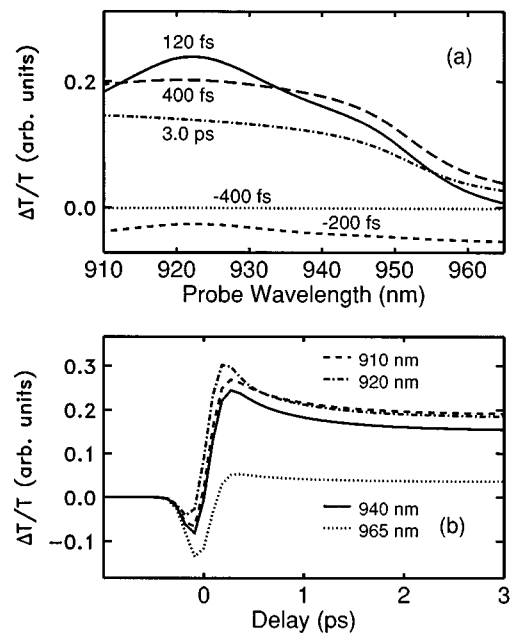 120 fs
(a)
400 fs
3.0 ps
-400 fs
-200 fs
ΔT/T (arb. units)
0.2
0.0
910 920 930 940 950 960
Probe Wavelength (nm)
910 nm
920 nm
940 nm
965 nm
(b)
ΔT/T (arb. units)
0.3
0.2
0.1
0.0
−0.1
0 1 2 3
Delay (ps)